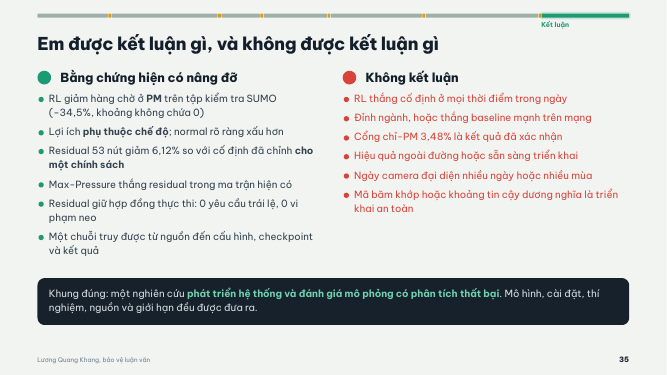 Kết luận
Em được kết luận gì, và không được kết luận gì
Bằng chứng hiện có nâng đỡ
RL giảm hàng chờ ở PM trên tập kiểm tra SUMO
(−34,5%, khoảng không chứa 0)
Lợi ích phụ thuộc chế độ; normal rõ ràng xấu hơn
Residual 53 nút giảm 6,12% so với cố định đã chỉnh cho
một chính sách
Max-Pressure thắng residual trong ma trận hiện có
Residual giữ hợp đồng thực thi: 0 yêu cầu trái lệ, 0 vi
phạm neo
Một chuỗi truy được từ nguồn đến cấu hình, checkpoint
và kết quả
Không kết luận
RL thắng cố định ở mọi thời điểm trong ngày
Đỉnh ngành, hoặc thắng baseline mạnh trên mạng
Cổng chỉ-PM 3,48% là kết quả đã xác nhận
Hiệu quả ngoài đường hoặc sẵn sàng triển khai
Ngày camera đại diện nhiều ngày hoặc nhiều mùa
Mã băm khớp hoặc khoảng tin cậy dương nghĩa là triển
khai an toàn
Khung đúng: một nghiên cứu phát triển hệ thống và đánh giá mô phỏng có phân tích thất bại. Mô hình, cài đặt, thí
nghiệm, nguồn và giới hạn đều được đưa ra.
Lương Quang Khang, bảo vệ luận văn
35